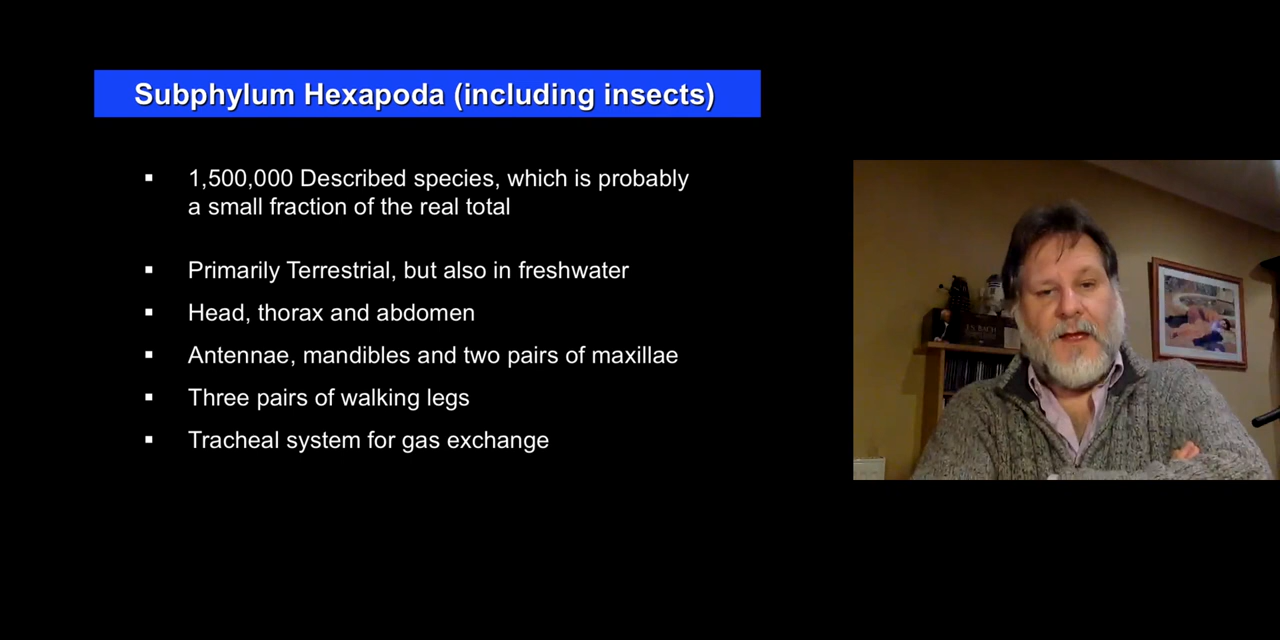 Subphylum Hexapoda (including insects)
▪ 1,500,000 Described species, which is probably
a small fraction of the real total
▪ Primarily Terrestrial, but also in freshwater
▪ Head, thorax and abdomen
▪ Antennae, mandibles and two pairs of maxillae
▪ Three pairs of walking legs
▪ Tracheal system for gas exchange
J.S. BACH